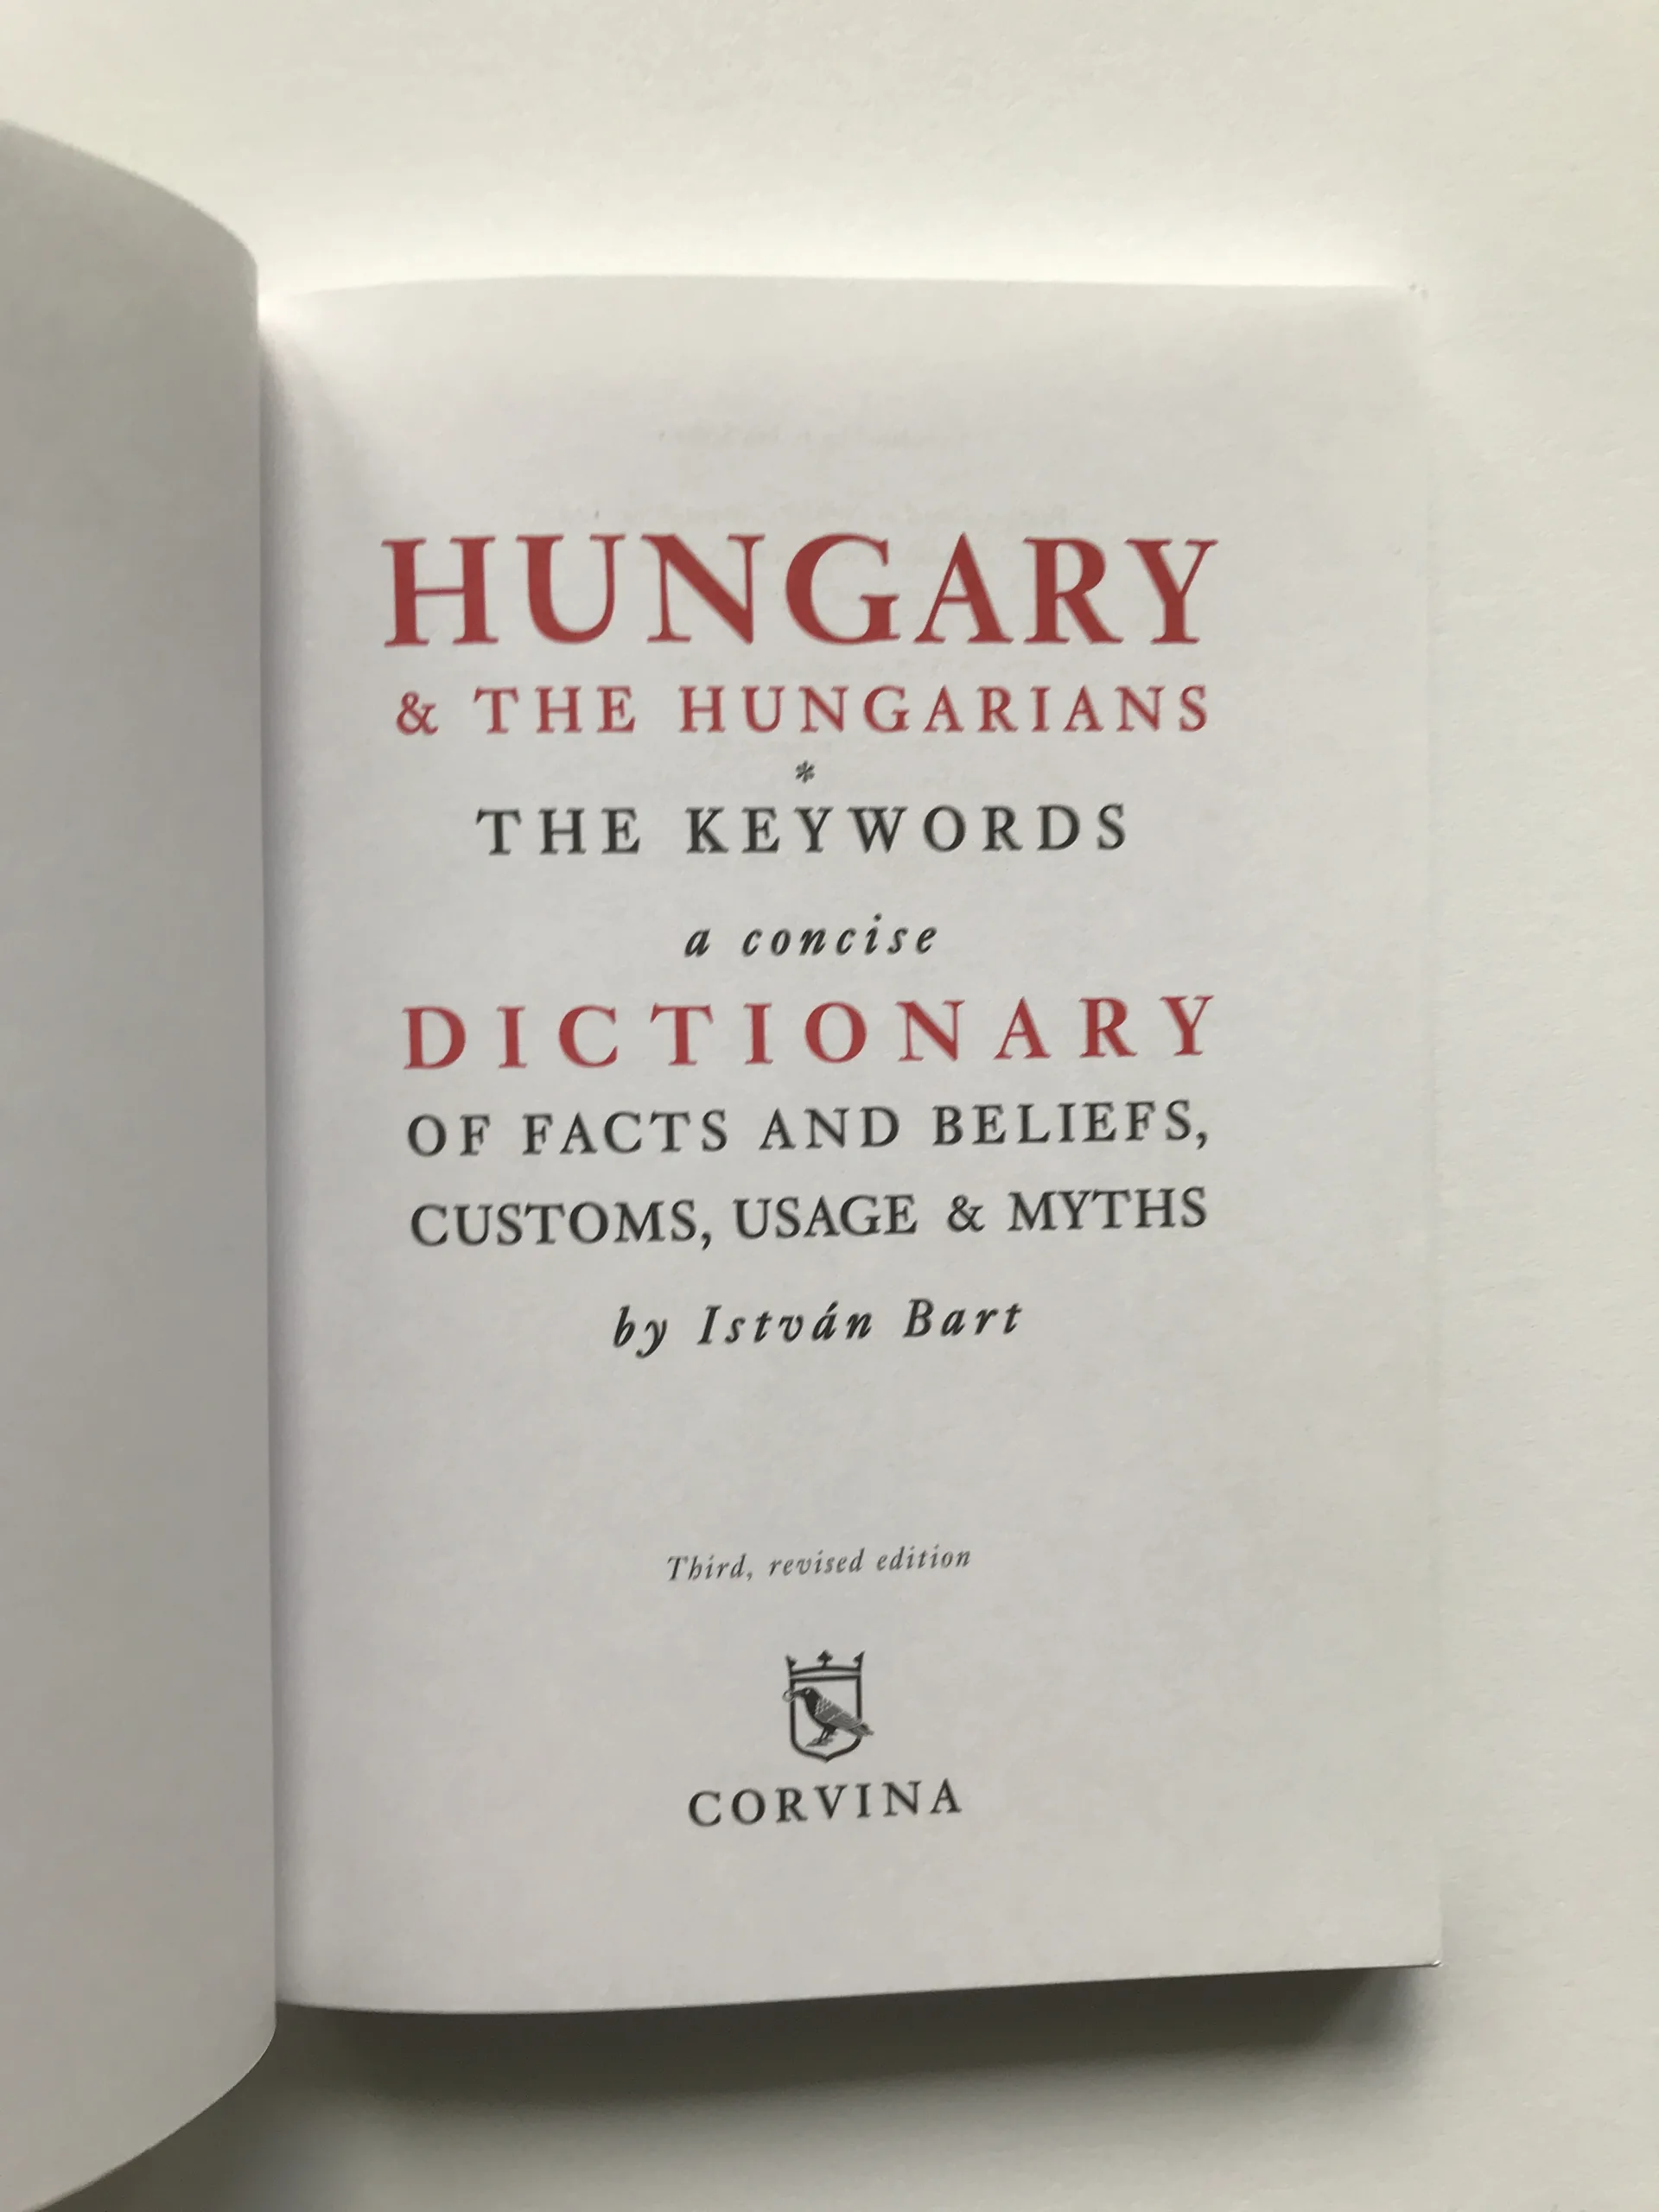 HUNGARY
& THE HUNGARIANS
*
THE KEYWORDS
a concise
DICTIONARY
OF FACTS AND BELIEFS,
CUSTOMS, USAGE & MYTHS
by István Bart
Third, revised edition
CORVINA